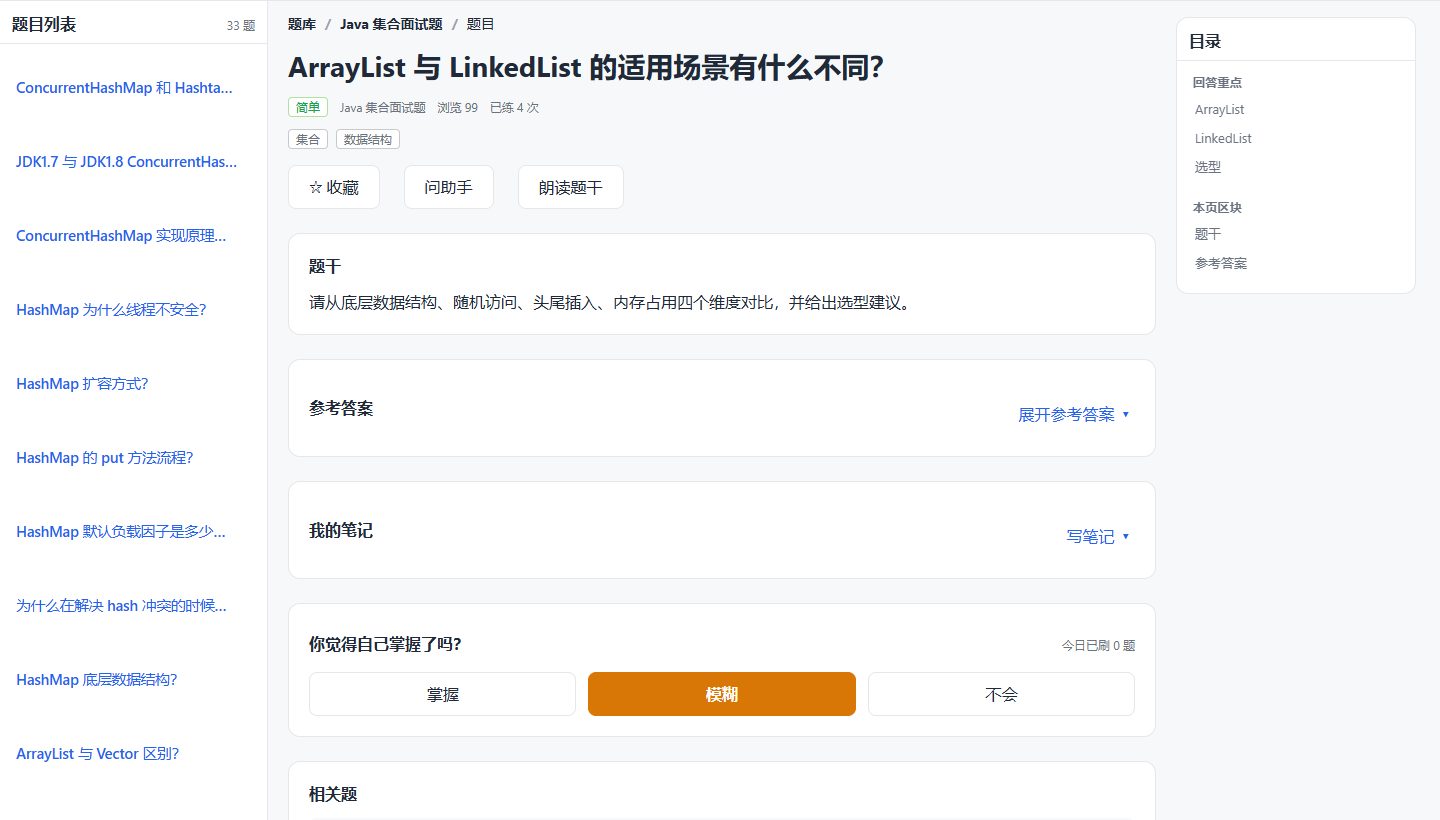 题目列表
33 题
ConcurrentHashMap 和 Hashta...
JDK1.7 与 JDK1.8 ConcurrentHas...
ConcurrentHashMap 实现原理...
HashMap 为什么线程不安全?
HashMap 扩容方式?
HashMap 的 put 方法流程?
HashMap 默认负载因子是多少...
为什么在解决 hash 冲突的时候...
HashMap 底层数据结构?
ArrayList 与 Vector 区别?
题库 / Java 集合面试题 / 题目
ArrayList 与 LinkedList 的适用场景有什么不同?
简单 Java 集合面试题 浏览 99 已练 4 次
集合 数据结构
☆ 收藏 问助手 朗读题干
题干
请从底层数据结构、随机访问、头尾插入、内存占用四个维度对比，并给出选型建议。
参考答案
展开参考答案 ▾
我的笔记
写笔记 ▾
你觉得自己掌握了吗?
今日已刷 0 题
掌握 模糊 不会
相关题
目录
回答重点
ArrayList
LinkedList
选型
本页区块
题干
参考答案